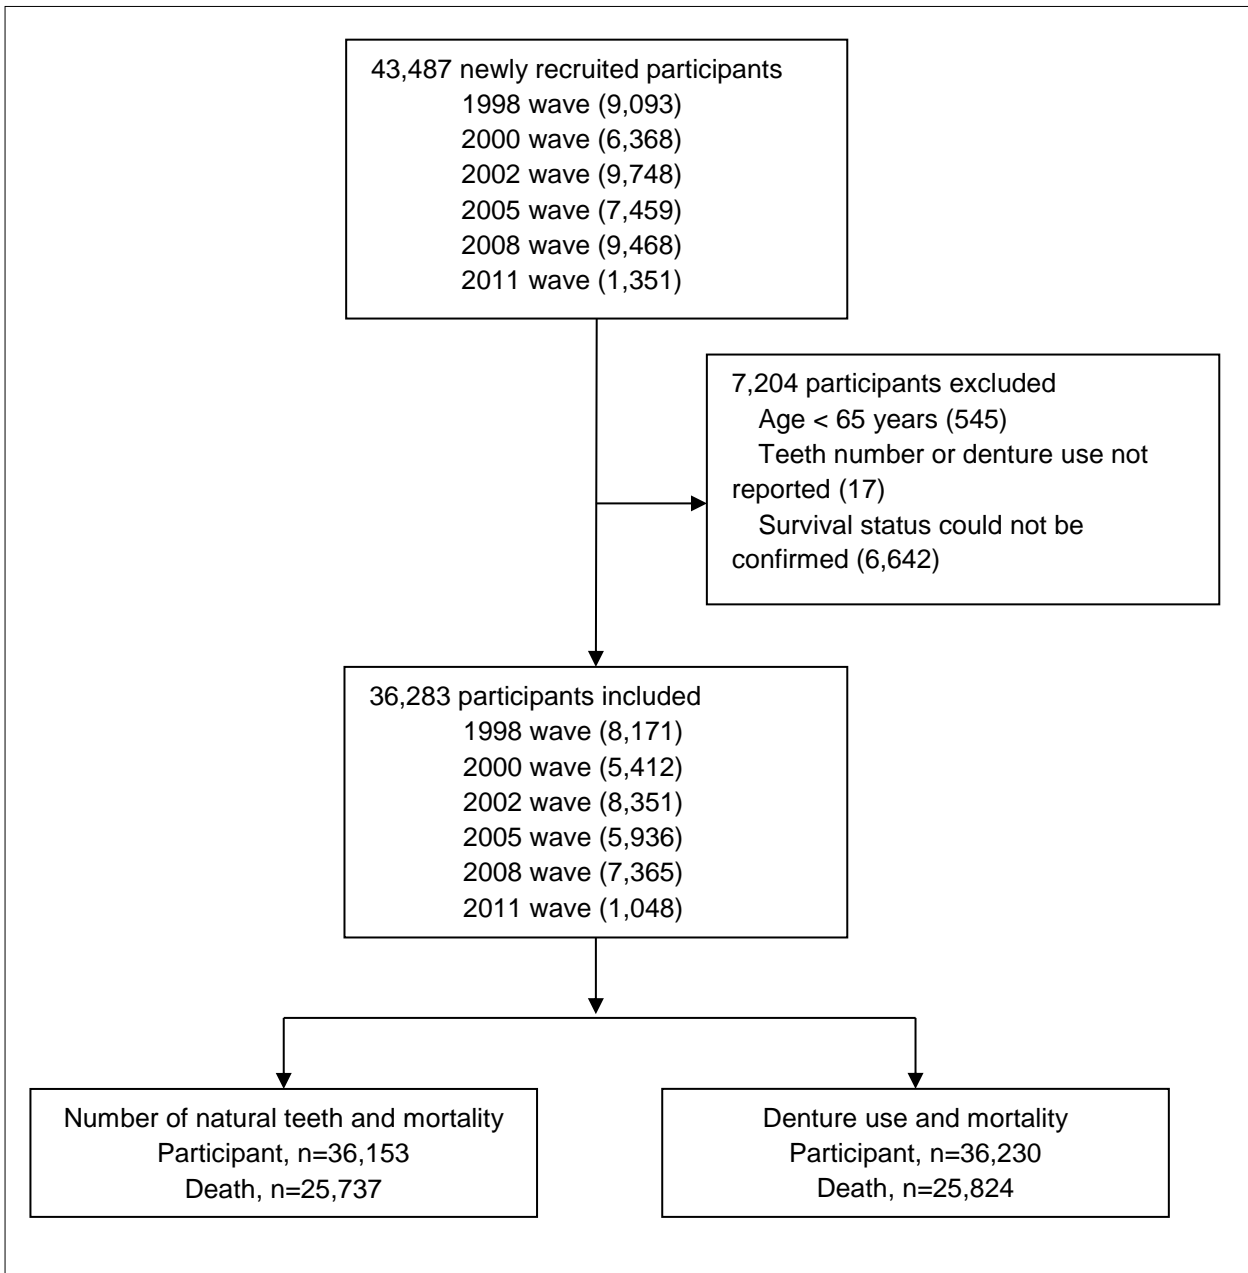 43,487 newly recruited participants
1998 wave (9,093)
2000 wave (6,368)
2002 wave (9,748)
2005 wave (7,459)
2008 wave (9,468)
2011 wave (1,351)
7,204 participants excluded
Age < 65 years (545)
Teeth number or denture use not
reported (17)
Survival status could not be
confirmed (6,642)
36,283 participants included
1998 wave (8,171)
2000 wave (5,412)
2002 wave (8,351)
2005 wave (5,936)
2008 wave (7,365)
2011 wave (1,048)
Number of natural teeth and mortality
Participant, n=36,153
Death, n=25,737
Denture use and mortality
Participant, n=36,230
Death, n=25,824